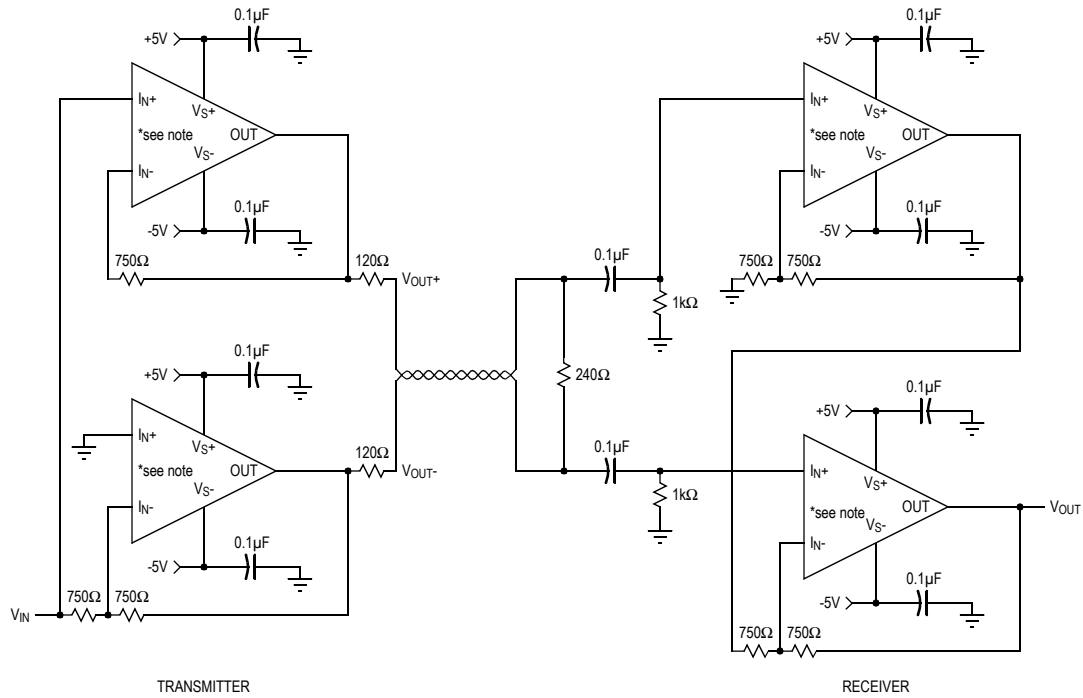 0.1µF
+5V
IN+
VS+
*see note
OUT
VS-
IN-
0.1µF
-5V
750Ω
120Ω
VOUT+
0.1µF
+5V
IN+
VS+
*see note
OUT
VS-
IN-
120Ω
VOUT-
0.1µF
-5V
VIN
750Ω
750Ω
TRANSMITTER
240Ω
0.1µF
1kΩ
0.1µF
1kΩ
0.1µF
+5V
IN+
VS+
*see note
OUT
VS-
IN-
0.1µF
-5V
750Ω
750Ω
0.1µF
+5V
IN+
VS+
*see note
OUT
VOUT
VS-
IN-
0.1µF
-5V
750Ω
750Ω
RECEIVER